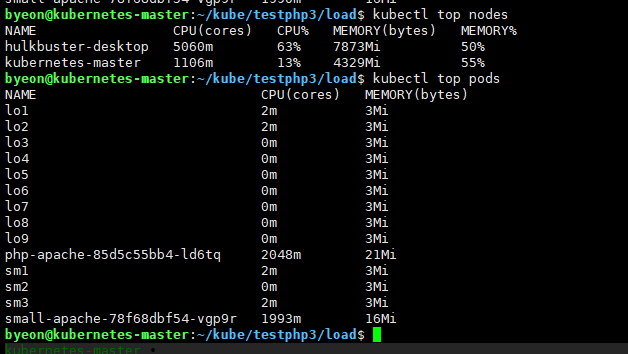 small-apache-78f68dbf54-vgp9r   1990m        16Mi
byeon@kubernetes-master:~/kube/testphp3/load$ kubectl top nodes
NAME                 CPU(cores)   CPU%   MEMORY(bytes)   MEMORY%
hulkbuster-desktop   5060m        63%    7873Mi          50%
kubernetes-master    1106m        13%    4329Mi          55%
byeon@kubernetes-master:~/kube/testphp3/load$ kubectl top pods
NAME                            CPU(cores)   MEMORY(bytes)
lo1                             2m           3Mi
lo2                             2m           3Mi
lo3                             0m           3Mi
lo4                             0m           3Mi
lo5                             0m           3Mi
lo6                             0m           3Mi
lo7                             0m           3Mi
lo8                             0m           3Mi
lo9                             0m           3Mi
php-apache-85d5c55bb4-ld6tq     2048m        21Mi
sm1                             2m           3Mi
sm2                             0m           3Mi
sm3                             2m           3Mi
small-apache-78f68dbf54-vgp9r   1993m        16Mi
byeon@kubernetes-master:~/kube/testphp3/load$
kubernetes-master